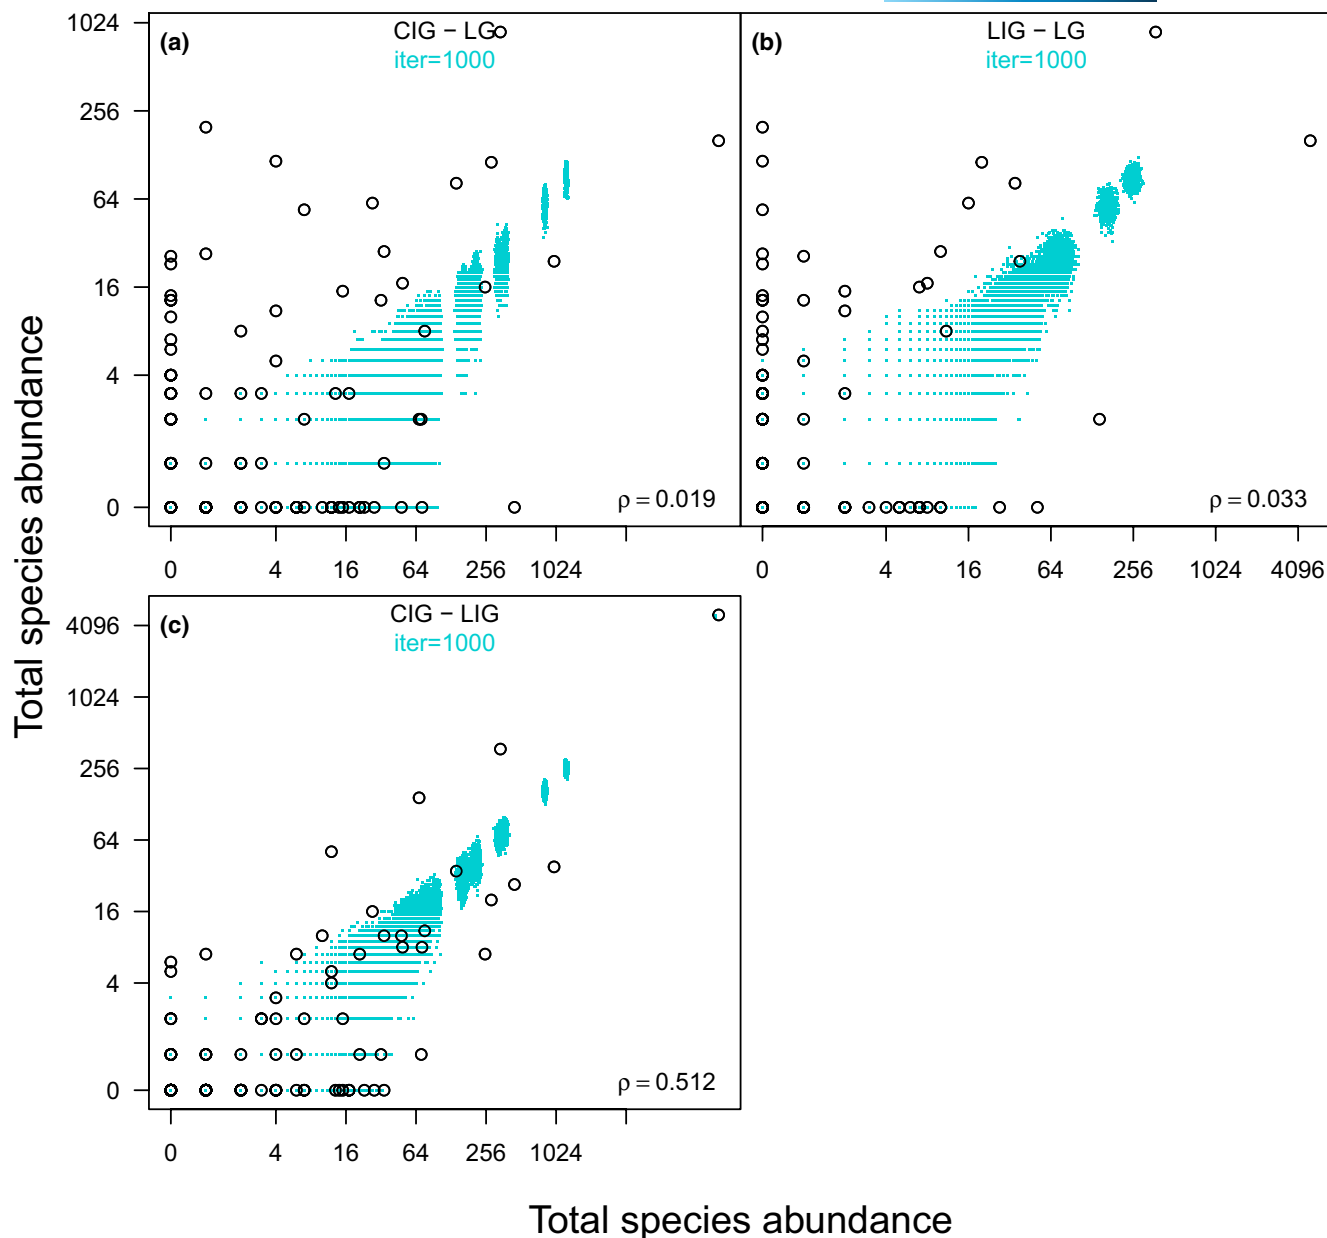 (a)
CIG − LG
iter=1000
1024
256
64
16
4
0
ρ = 0.019
0 4 16 64 256 1024
(b)
LIG − LG
iter=1000
ρ = 0.033
0 4 16 64 256 1024 4096
(c)
CIG − LIG
iter=1000
4096
1024
256
64
16
4
0
ρ = 0.512
0 4 16 64 256 1024
Total species abundance
Total species abundance